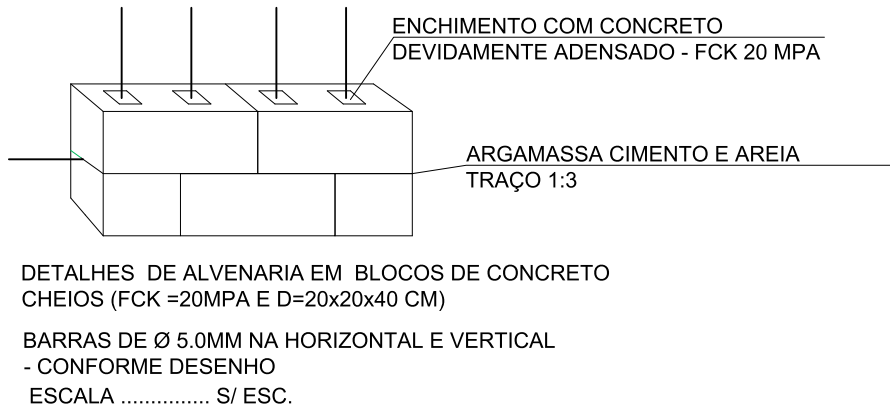 ENCHIMENTO COM CONCRETO
DEVIDAMENTE ADENSADO - FCK 20 MPA
ARGAMASSA CIMENTO E AREIA
TRAÇO 1:3
DETALHES DE ALVENARIA EM BLOCOS DE CONCRETO
CHEIOS (FCK =20MPA E D=20x20x40 CM)
BARRAS DE Ø 5.0MM NA HORIZONTAL E VERTICAL
- CONFORME DESENHO
ESCALA ............... S/ ESC.